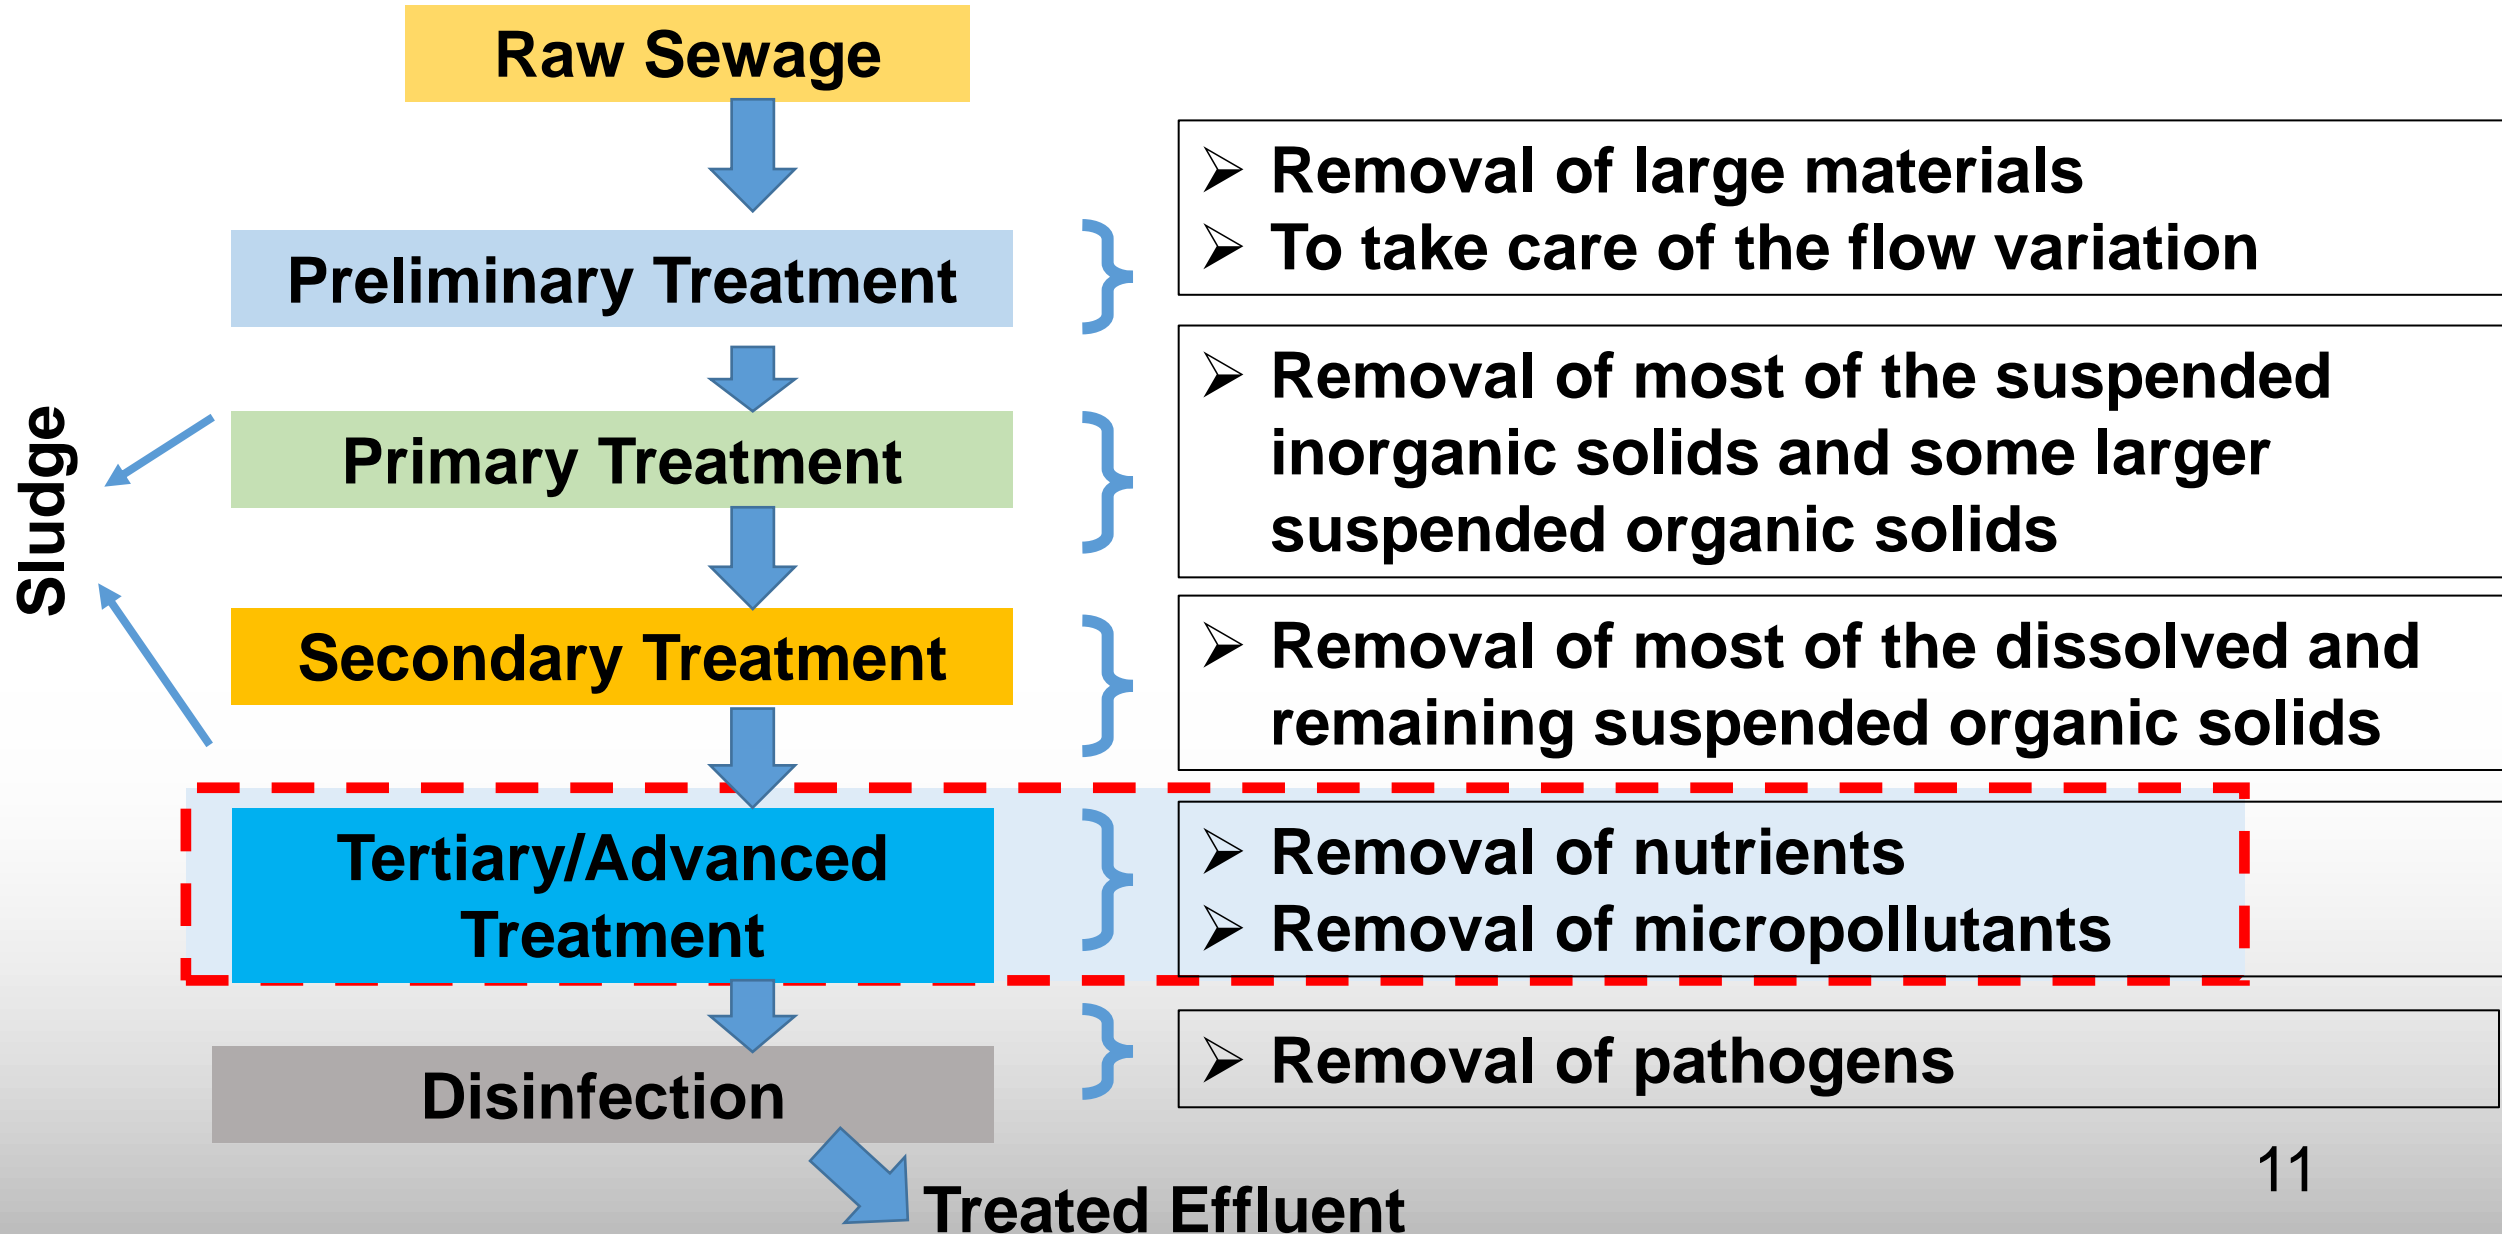 Raw Sewage
➢ Removal of large materials
➢ To take care of the flow variation
Preliminary Treatment
➢ Removal of most of the suspended
inorganic solids and some larger
suspended organic solids
Primary Treatment
Sludge
➢ Removal of most of the dissolved and
remaining suspended organic solids
Secondary Treatment
Tertiary/Advanced
Treatment
➢ Removal of nutrients
➢ Removal of micropollutants
Disinfection
➢ Removal of pathogens
Treated Effluent
11